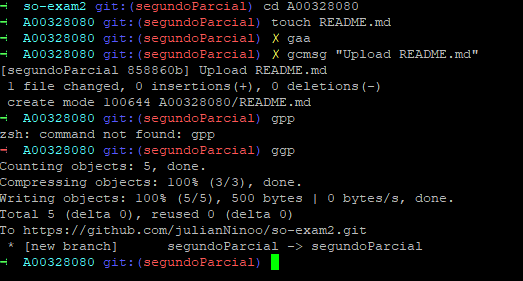 → so-exam2 git:(segundoParcial) cd A00328080
→ A00328080 git:(segundoParcial) touch README.md
→ A00328080 git:(segundoParcial) ✗ gaa
→ A00328080 git:(segundoParcial) ✗ gcmsg "Upload README.md"
[segundoParcial 858860b] Upload README.md
1 file changed, 0 insertions(+), 0 deletions(-)
create mode 100644 A00328080/README.md
→ A00328080 git:(segundoParcial) gpp
zsh: command not found: gpp
→ A00328080 git:(segundoParcial) ggp
Counting objects: 5, done.
Compressing objects: 100% (3/3), done.
Writing objects: 100% (5/5), 500 bytes | 0 bytes/s, done.
Total 5 (delta 0), reused 0 (delta 0)
To https://github.com/julianNinoo/so-exam2.git
* [new branch] segundoParcial -> segundoParcial
→ A00328080 git:(segundoParcial)